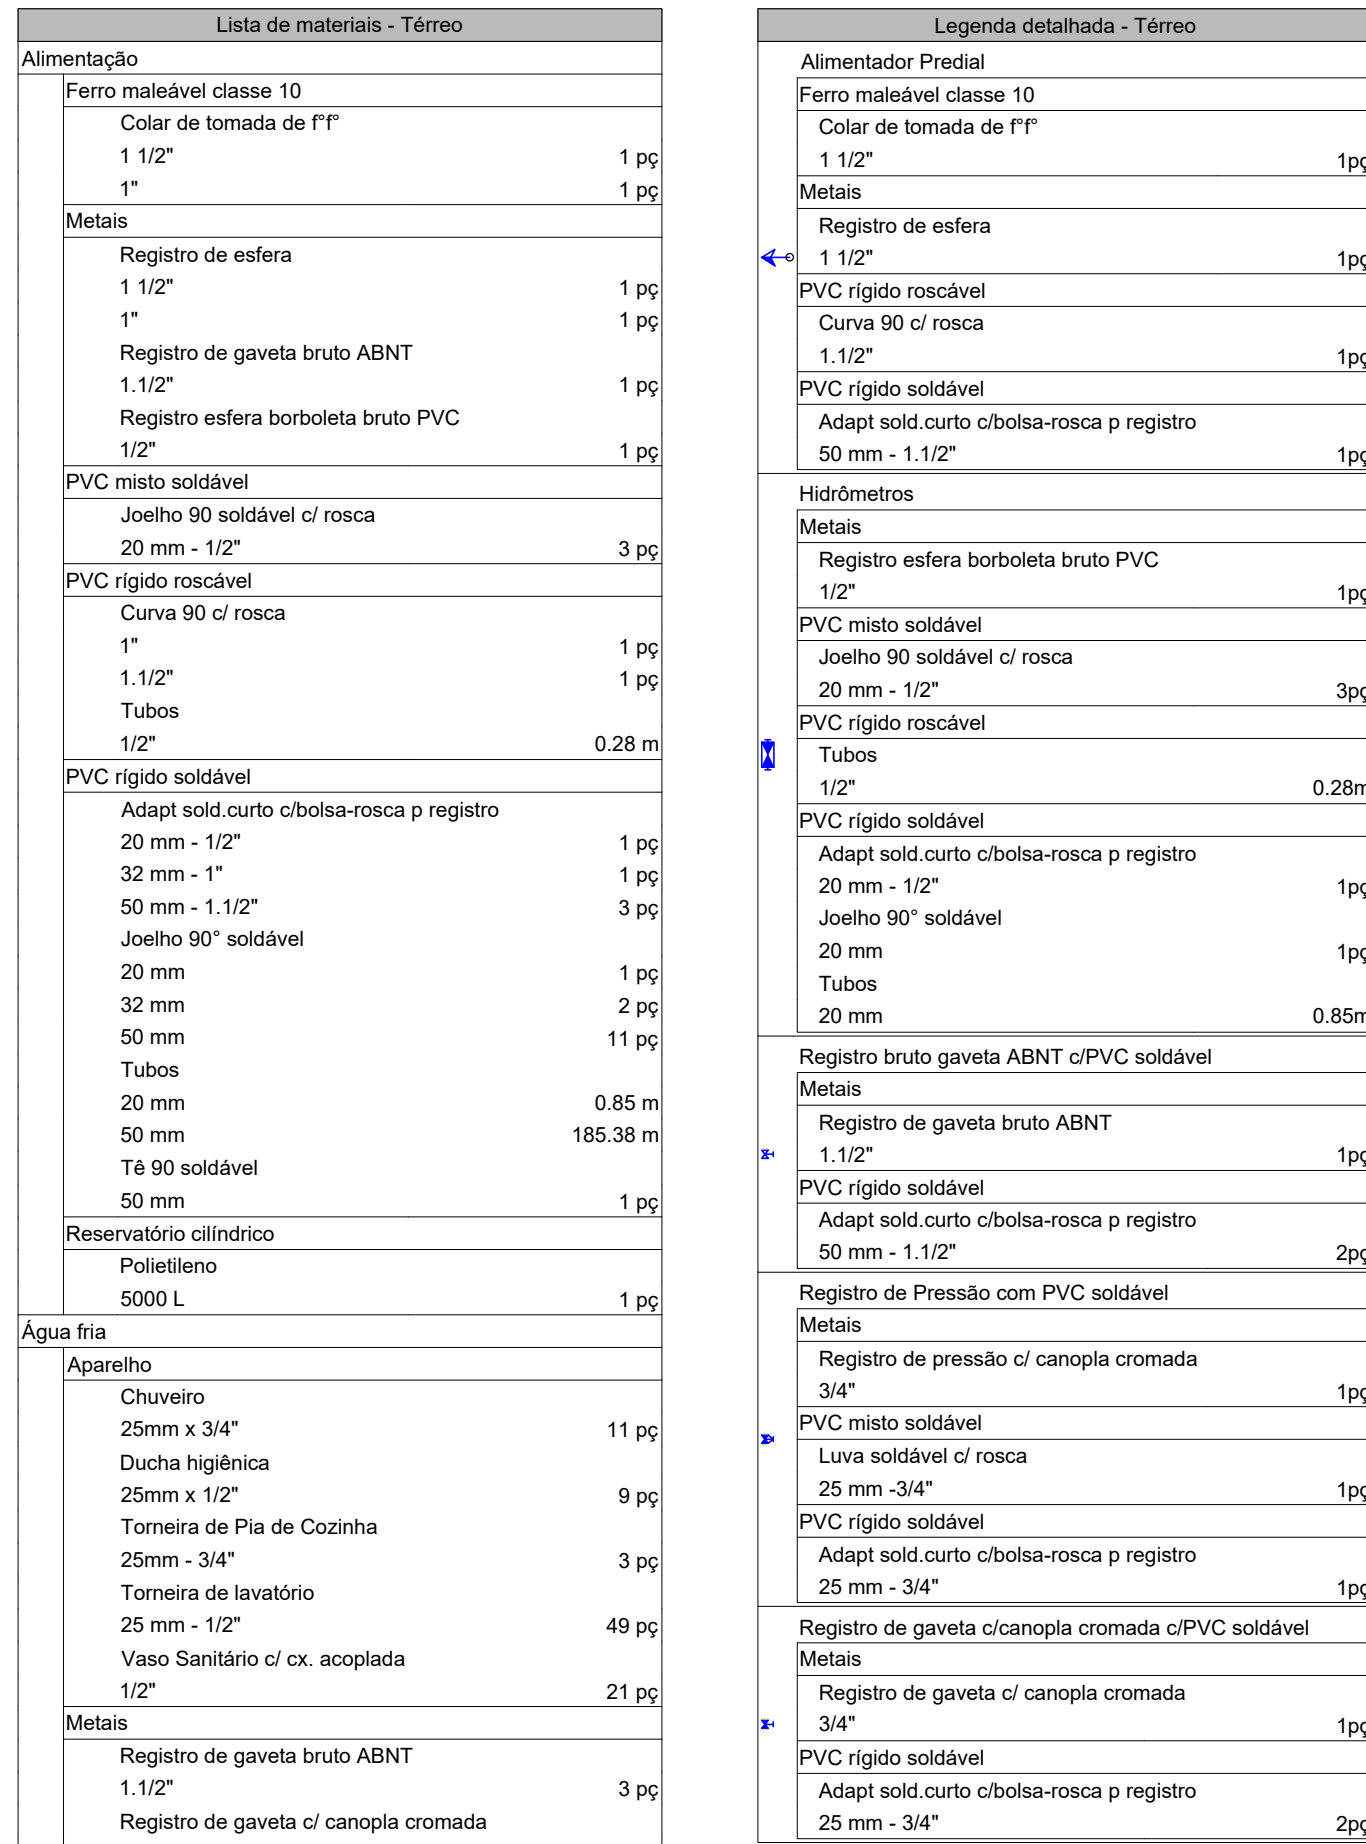 Lista de materiais - Térreo
Alimentação
Ferro maleável classe 10
Colar de tomada de f°f°
1 1/2" 1 pç
1" 1 pç
Metais
Registro de esfera
1 1/2" 1 pç
1" 1 pç
Registro de gaveta bruto ABNT
1.1/2" 1 pç
Registro esfera borboleta bruto PVC
1/2" 1 pç
PVC misto soldável
Joelho 90 soldável c/ rosca
20 mm - 1/2" 3 pç
PVC rígido roscável
Curva 90 c/ rosca
1" 1 pç
1.1/2" 1 pç
Tubos
1/2" 0.28 m
PVC rígido soldável
Adapt sold.curto c/bolsa-rosca p registro
20 mm - 1/2" 1 pç
32 mm - 1" 1 pç
50 mm - 1.1/2" 3 pç
Joelho 90° soldável
20 mm 1 pç
32 mm 2 pç
50 mm 11 pç
Tubos
20 mm 0.85 m
50 mm 185.38 m
Tê 90 soldável
50 mm 1 pç
Reservatório cilíndrico
Polietileno
5000 L 1 pç
Água fria
Aparelho
Chuveiro
25mm x 3/4" 11 pç
Ducha higiênica
25mm x 1/2" 9 pç
Torneira de Pia de Cozinha
25mm - 3/4" 3 pç
Torneira de lavatório
25 mm - 1/2" 49 pç
Vaso Sanitário c/ cx. acoplada
1/2" 21 pç
Metais
Registro de gaveta bruto ABNT
1.1/2" 3 pç
Registro de gaveta c/ canopla cromada
Legenda detalhada - Térreo
Alimentador Predial
Ferro maleável classe 10
Colar de tomada de f°f°
1 1/2" 1pç
Metais
Registro de esfera
1 1/2" 1pç
PVC rígido roscável
Curva 90 c/ rosca
1.1/2" 1pç
PVC rígido soldável
Adapt sold.curto c/bolsa-rosca p registro
50 mm - 1.1/2" 1pç
Hidrômetros
Metais
Registro esfera borboleta bruto PVC
1/2" 1pç
PVC misto soldável
Joelho 90 soldável c/ rosca
20 mm - 1/2" 3pç
PVC rígido roscável
Tubos
1/2" 0.28m
PVC rígido soldável
Adapt sold.curto c/bolsa-rosca p registro
20 mm - 1/2" 1pç
Joelho 90° soldável
20 mm 1pç
Tubos
20 mm 0.85m
Registro bruto gaveta ABNT c/PVC soldável
Metais
Registro de gaveta bruto ABNT
1.1/2" 1pç
PVC rígido soldável
Adapt sold.curto c/bolsa-rosca p registro
50 mm - 1.1/2" 2pç
Registro de Pressão com PVC soldável
Metais
Registro de pressão c/ canopla cromada
3/4" 1pç
PVC misto soldável
Luva soldável c/ rosca
25 mm -3/4" 1pç
PVC rígido soldável
Adapt sold.curto c/bolsa-rosca p registro
25 mm - 3/4" 1pç
Registro de gaveta c/canopla cromada c/PVC soldável
Metais
Registro de gaveta c/ canopla cromada
3/4" 1pç
PVC rígido soldável
Adapt sold.curto c/bolsa-rosca p registro
25 mm - 3/4" 2pç